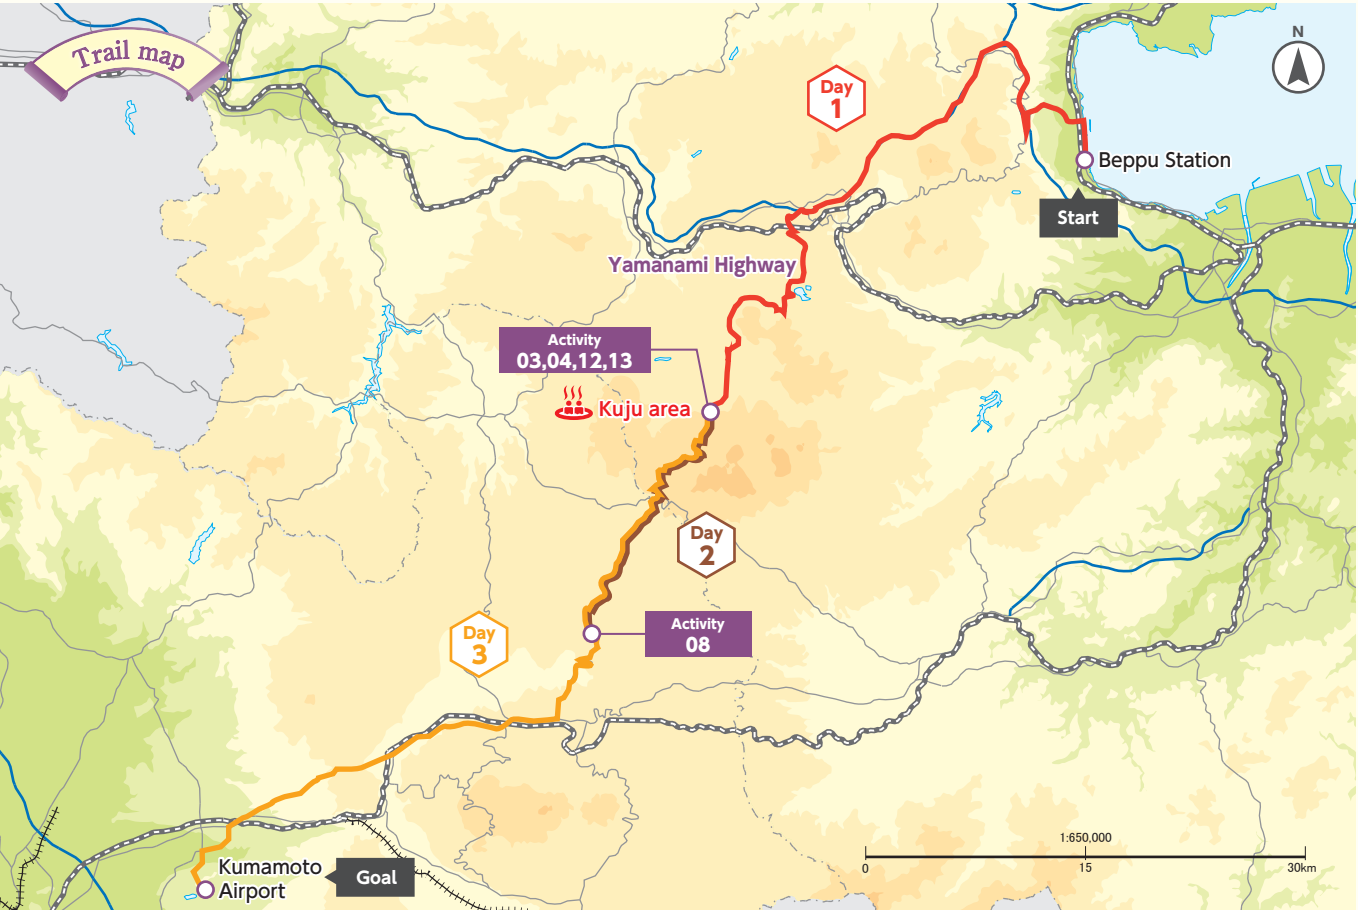 Trail map
N
Day
1
Beppu Station
Start
Yamanami Highway
Activity
03,04,12,13
Kuju area
Day
2
Activity
08
Day
3
1:650,000
0
15
30km
Kumamoto
Airport
Goal